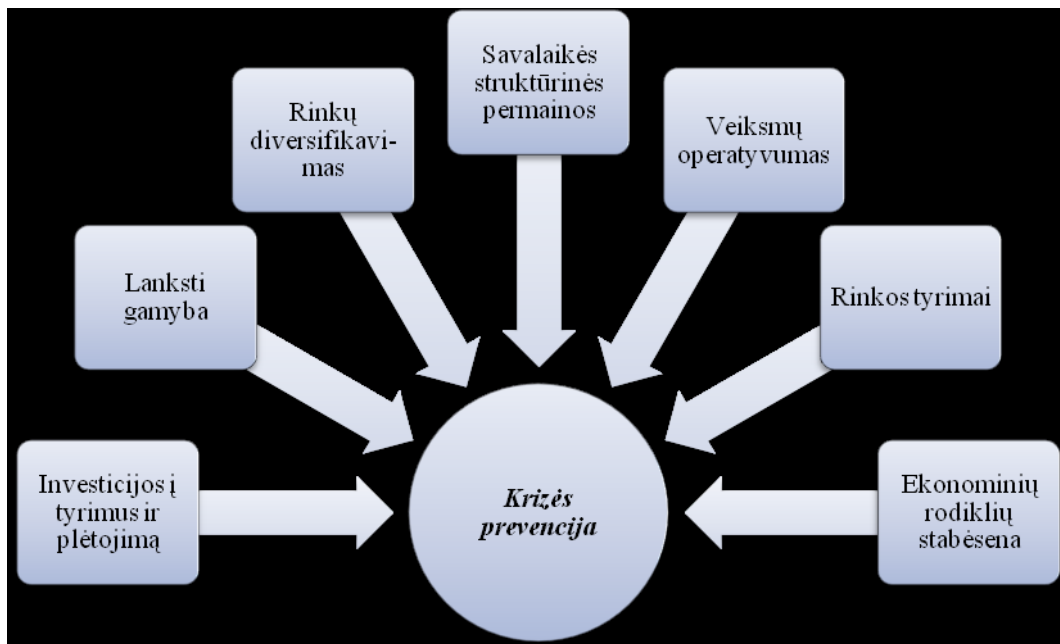 Savalaikės
struktūrinės
permainos
Rinkų
diversifikavi-
mas
Veiksmų
operatyvumas
Lanksti
gamyba
Rinkos tyrimai
Investicijos į
tyrimus ir
plėtojimą
Krizės
prevencija
Ekonominių
rodiklių
stabėsena